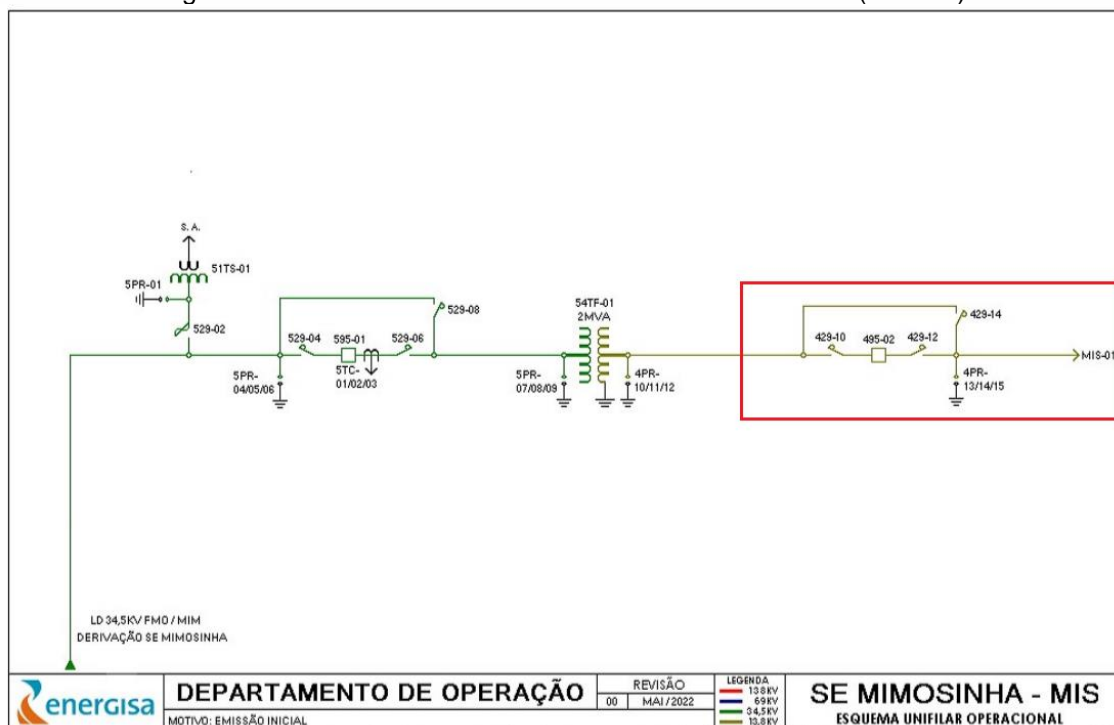 S.A.
51TS-01
5PR-01
529-02
529-08
529-04
595-01
529-06
5TC-
01/02/03
5PR-
04/05/06
54TF-01
2MVA
5PR-
07/08/09
4PR-
10/11/12
429-14
429-10
495-02
429-12
MIS-01
4PR-
13/14/15
LD 34,5KV FMO / MIM
DERIVAÇÃO SE MIMOSINHA
energisa
DEPARTAMENTO DE OPERAÇÃO
MOTIVO: EMISSÃO INICIAL
REVISÃO
00 MAI/2022
LEGENDA
138KV
69KV
34,5KV
13,8KV
SE MIMOSINHA - MIS
ESQUEMA UNIFILAR OPERACIONAL